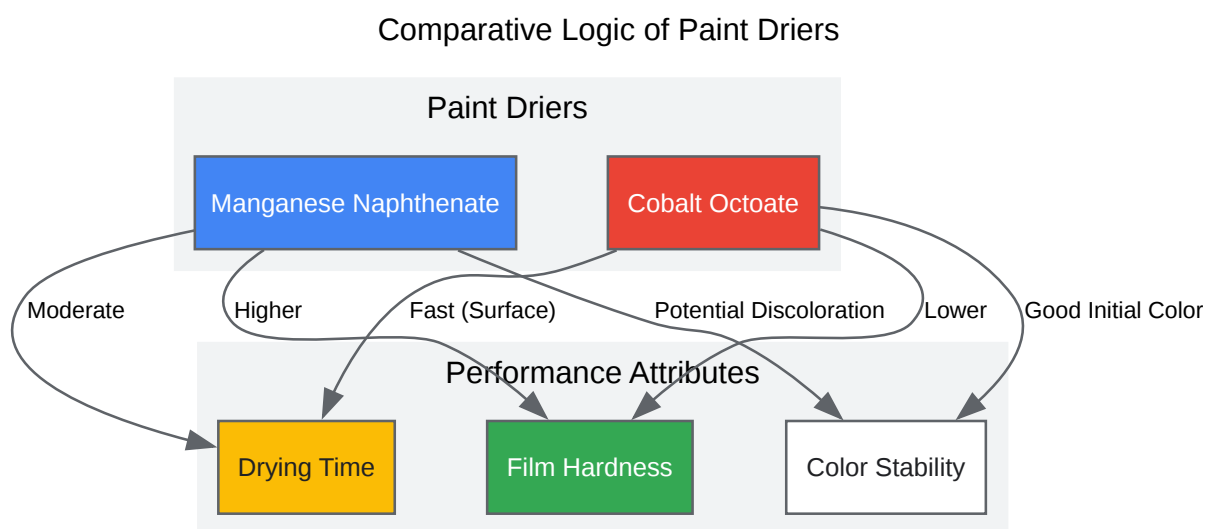 Comparative Logic of Paint Driers
Paint Driers
Manganese Naphthenate
Cobalt Octoate
Moderate
Higher
Fast (Surface)
Potential Discoloration
Lower
Good Initial Color
Performance Attributes
Drying Time
Film Hardness
Color Stability